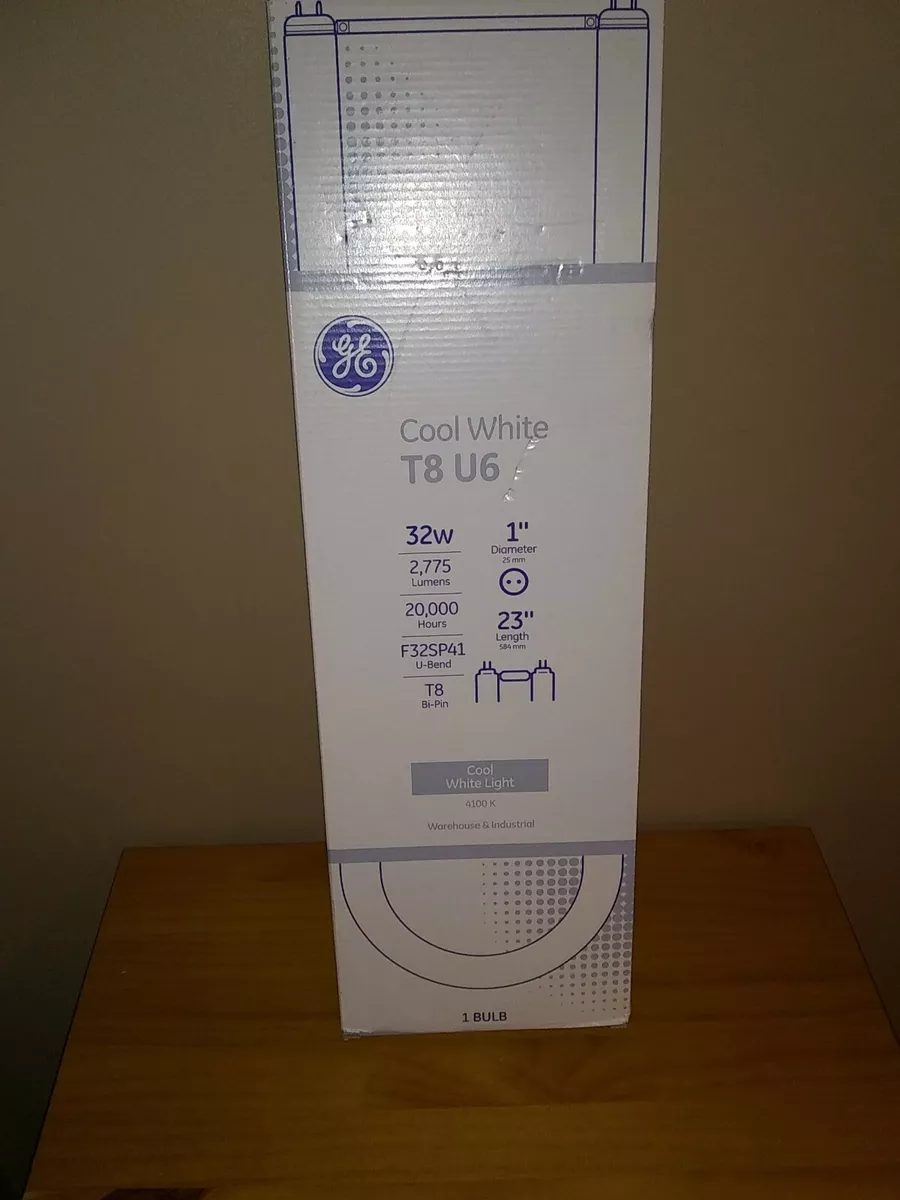 GE
Cool White
T8 U6
32w
2,775
Lumens
20,000
Hours
F32SP41
U-Bend
T8
Bi-Pin
1"
Diameter
25 mm
23"
Length
584 mm
Cool
White Light
4100 K
Warehouse & Industrial
1 BULB